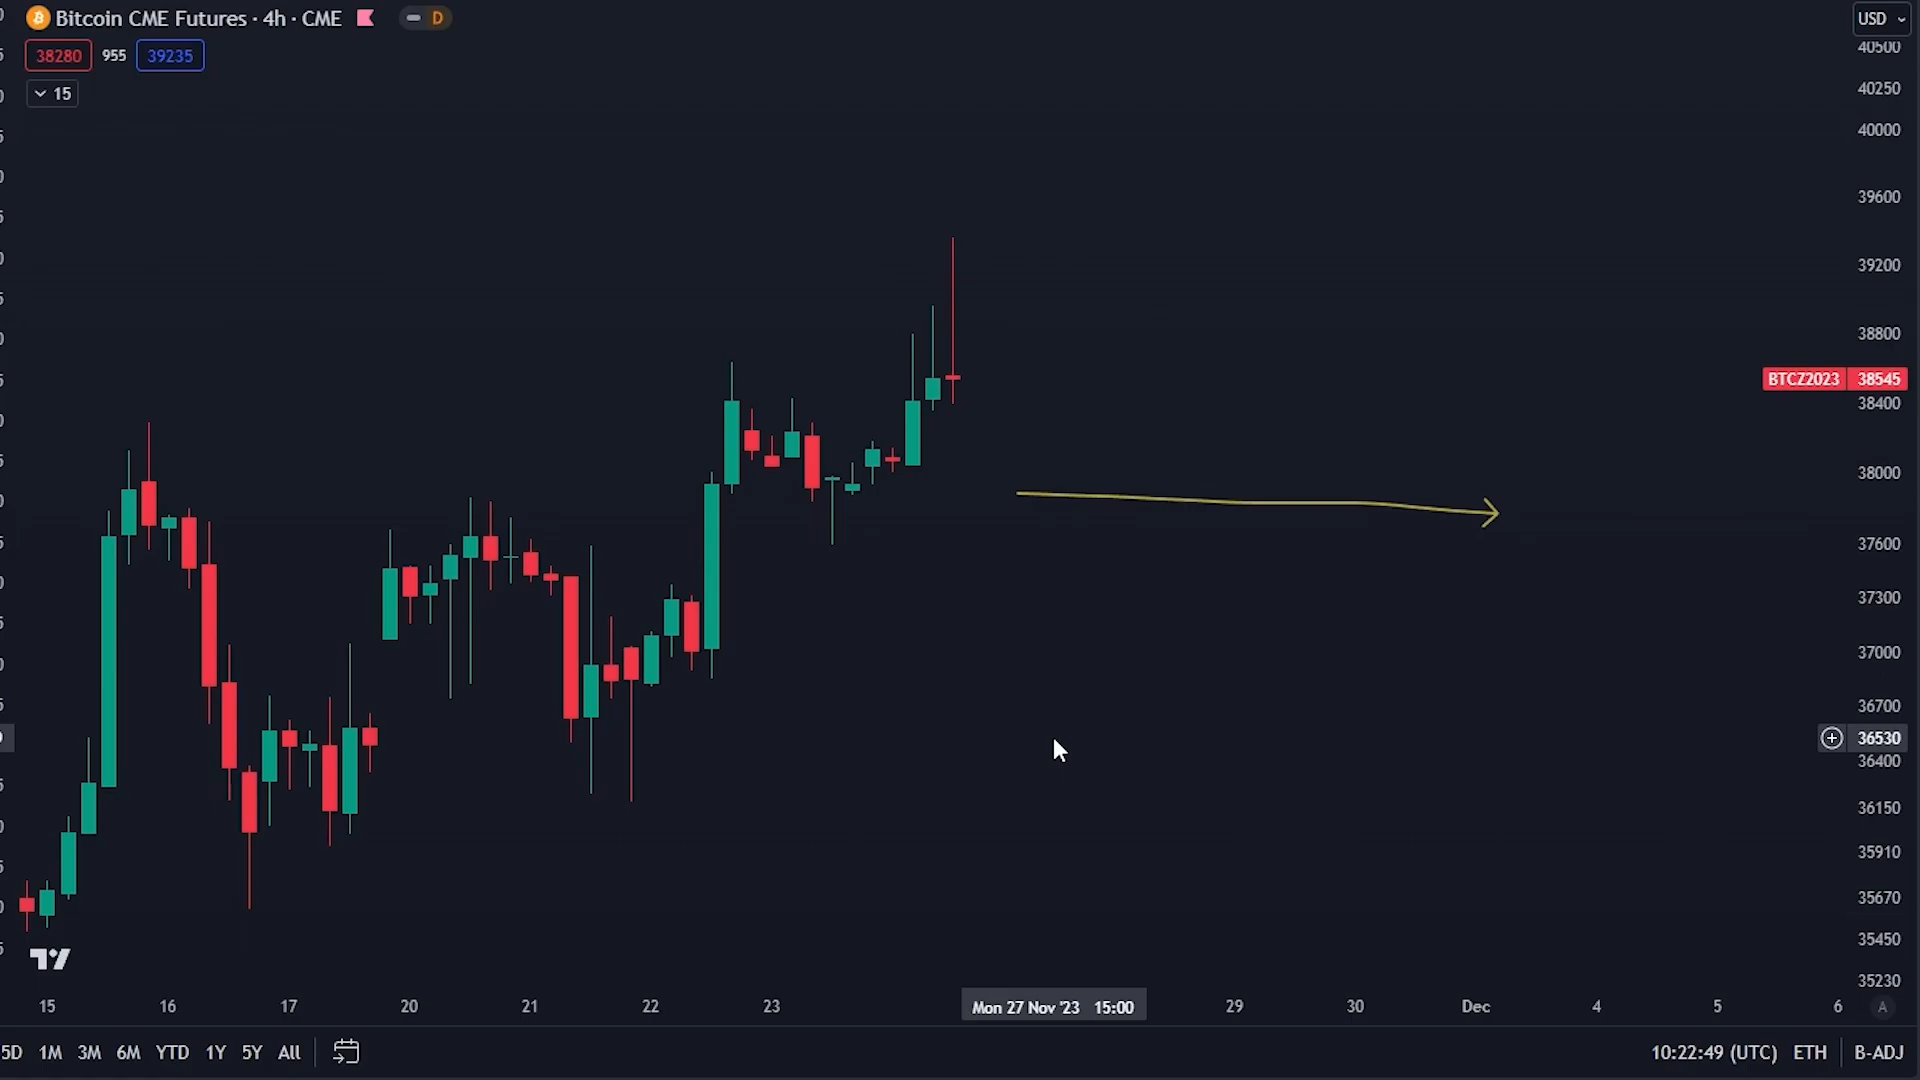 Bitcoin CME Futures · 4h · CME
D
USD
38280 955 39235
15
40500
40250
40000
39600
39200
38800
BTCZ2023 38545
38400
38000
37600
37300
37000
36700
36530
36400
36150
35910
35670
35450
35230
15 16 17 20 21 22 23 Mon 27 Nov '23 15:00 29 30 Dec 4 5 6 A
5D 1M 3M 6M YTD 1Y 5Y All 10:22:49 (UTC) ETH B-ADJ